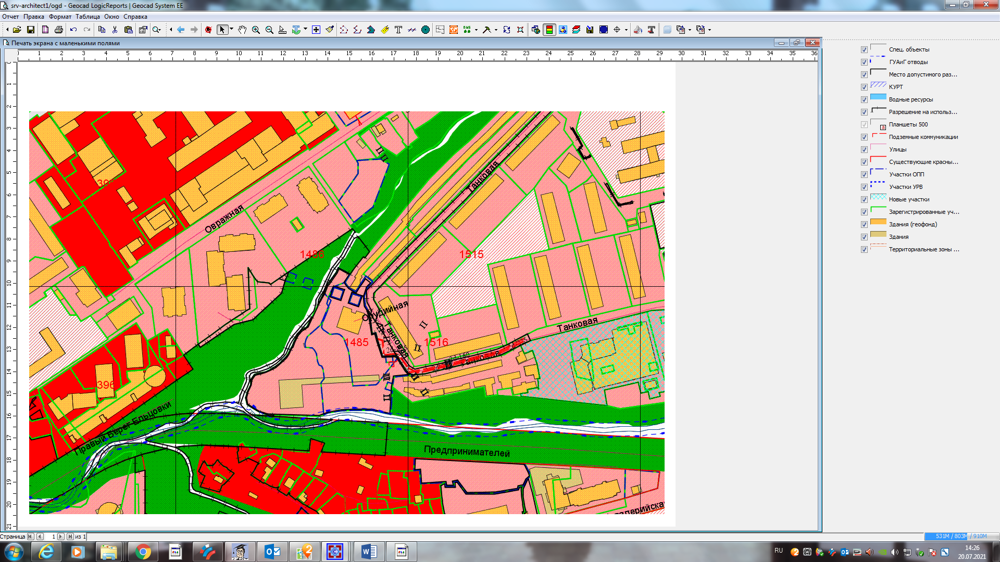 srv-architect1/ogd - Geocad LogicReports | Geocad System EE
Отчет Правка Формат Таблица Окно Справка
Печать экрана с маленькими полями
1 2 3 4 5 6 7 8 9 10 11 12 13 14 15 16 17 18 19 20 21 22 23 24 25 26 27 28 29 30 31 32 33 34 35 36
1
2
3
4
5
6
7
8
9
10
11
12
13
14
15
16
17
18
19
20
21
Спец. объекты
ГУАиГ отводы
Место допустимого раз...
КУРТ
Водные ресурсы
Разрешение на использ...
Планшеты 500
Подземные коммуникации
Улицы
Существующие красны...
Участки ОПП
Участки УРВ
Новые участки
Зарегистрированные уч...
Здания (геофонд)
Здания
Территориальные зоны ...
Танковая
Овражная
1486
1515
Орудийная
Танковая
Танковая
1485
1516
Танковая
396
Правый Берег Ельцовки
Предпринимателей
Страница 1 из 1
531M / 803M / 910M
RU
14:26
20.07.2021